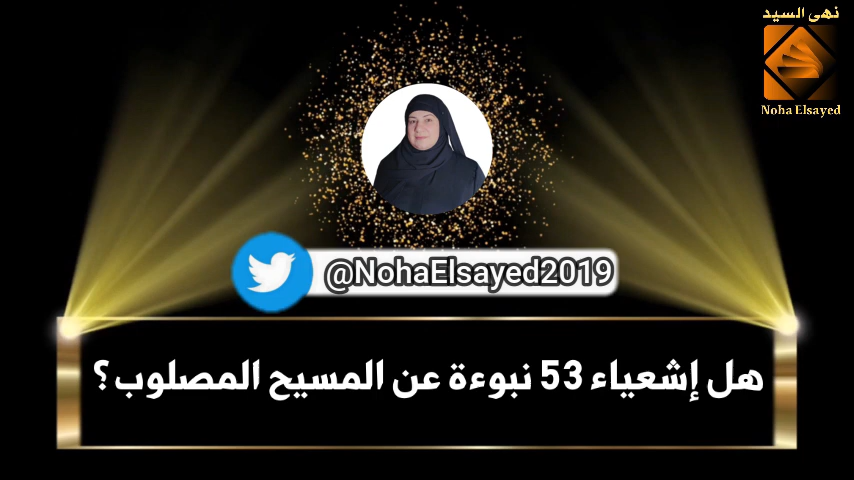 نهى السيد
Noha Elsayed
@NohaElsayed2019
هل إشعياء 53 نبوءة عن المسيح المصلوب؟